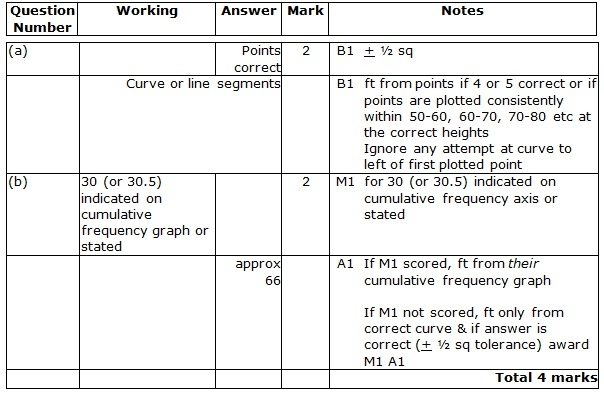 Question Number Working Answer Mark Notes
(a) Points correct 2 B1 ± ½ sq
Curve or line segments B1 ft from points if 4 or 5 correct or if
points are plotted consistently
within 50-60, 60-70, 70-80 etc at
the correct heights
Ignore any attempt at curve to
left of first plotted point
(b) 30 (or 30.5) 2 M1 for 30 (or 30.5) indicated on
indicated on cumulative frequency axis or
cumulative stated
frequency graph or
stated
approx 66 A1 If M1 scored, ft from their
cumulative frequency graph
If M1 not scored, ft only from
correct curve & if answer is
correct (± ½ sq tolerance) award
M1 A1
Total 4 marks